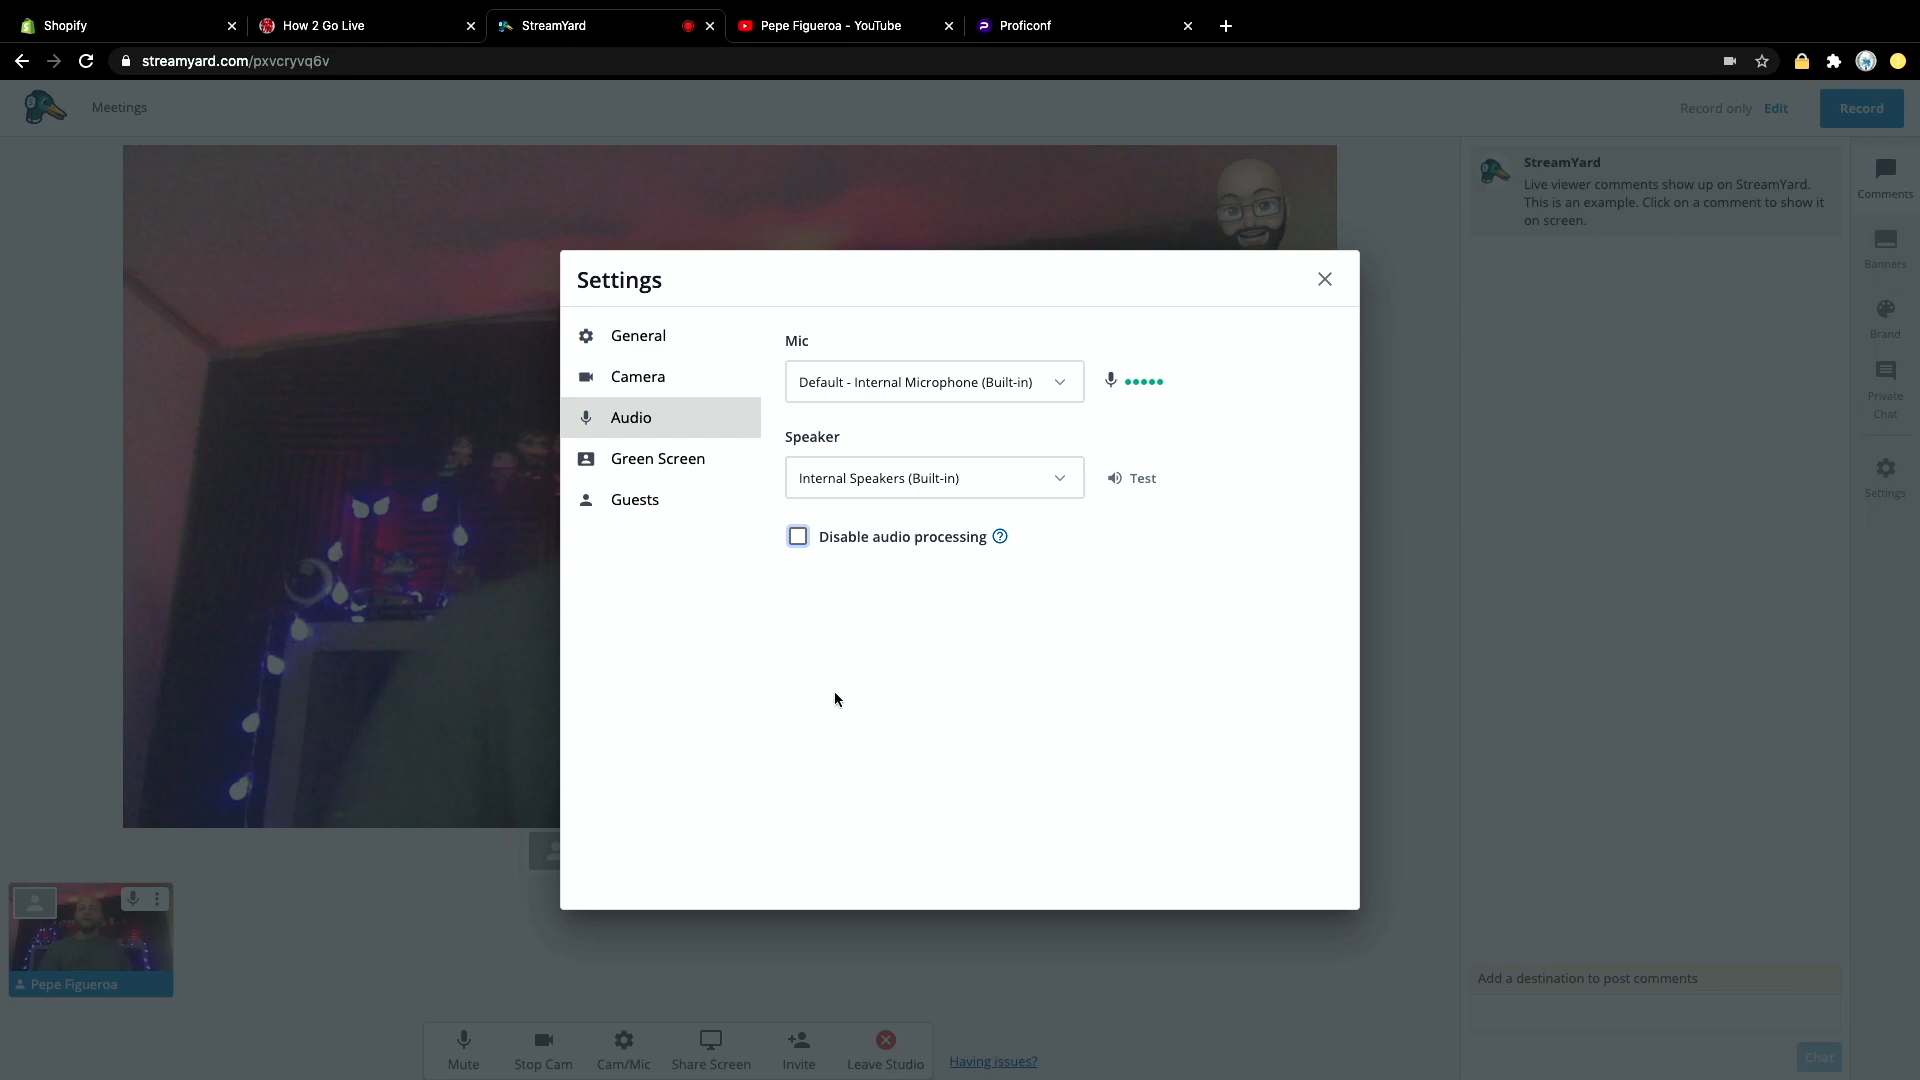 Shopify
How 2 Go Live
StreamYard
Pepe Figueroa - YouTube
Proficonf
streamyard.com/pxvcryvq6v
Meetings
Record only Edit
Record
StreamYard
Live viewer comments show up on StreamYard.
This is an example. Click on a comment to show it
on screen.
Comments
Banners
Brand
Private
Chat
Settings
Settings
General
Camera
Audio
Green Screen
Guests
Mic
Default - Internal Microphone (Built-in)
Speaker
Internal Speakers (Built-in)
Test
Disable audio processing
Pepe Figueroa
Add a destination to post comments
Chat
Mute
Stop Cam
Cam/Mic
Share Screen
Invite
Leave Studio
Having issues?